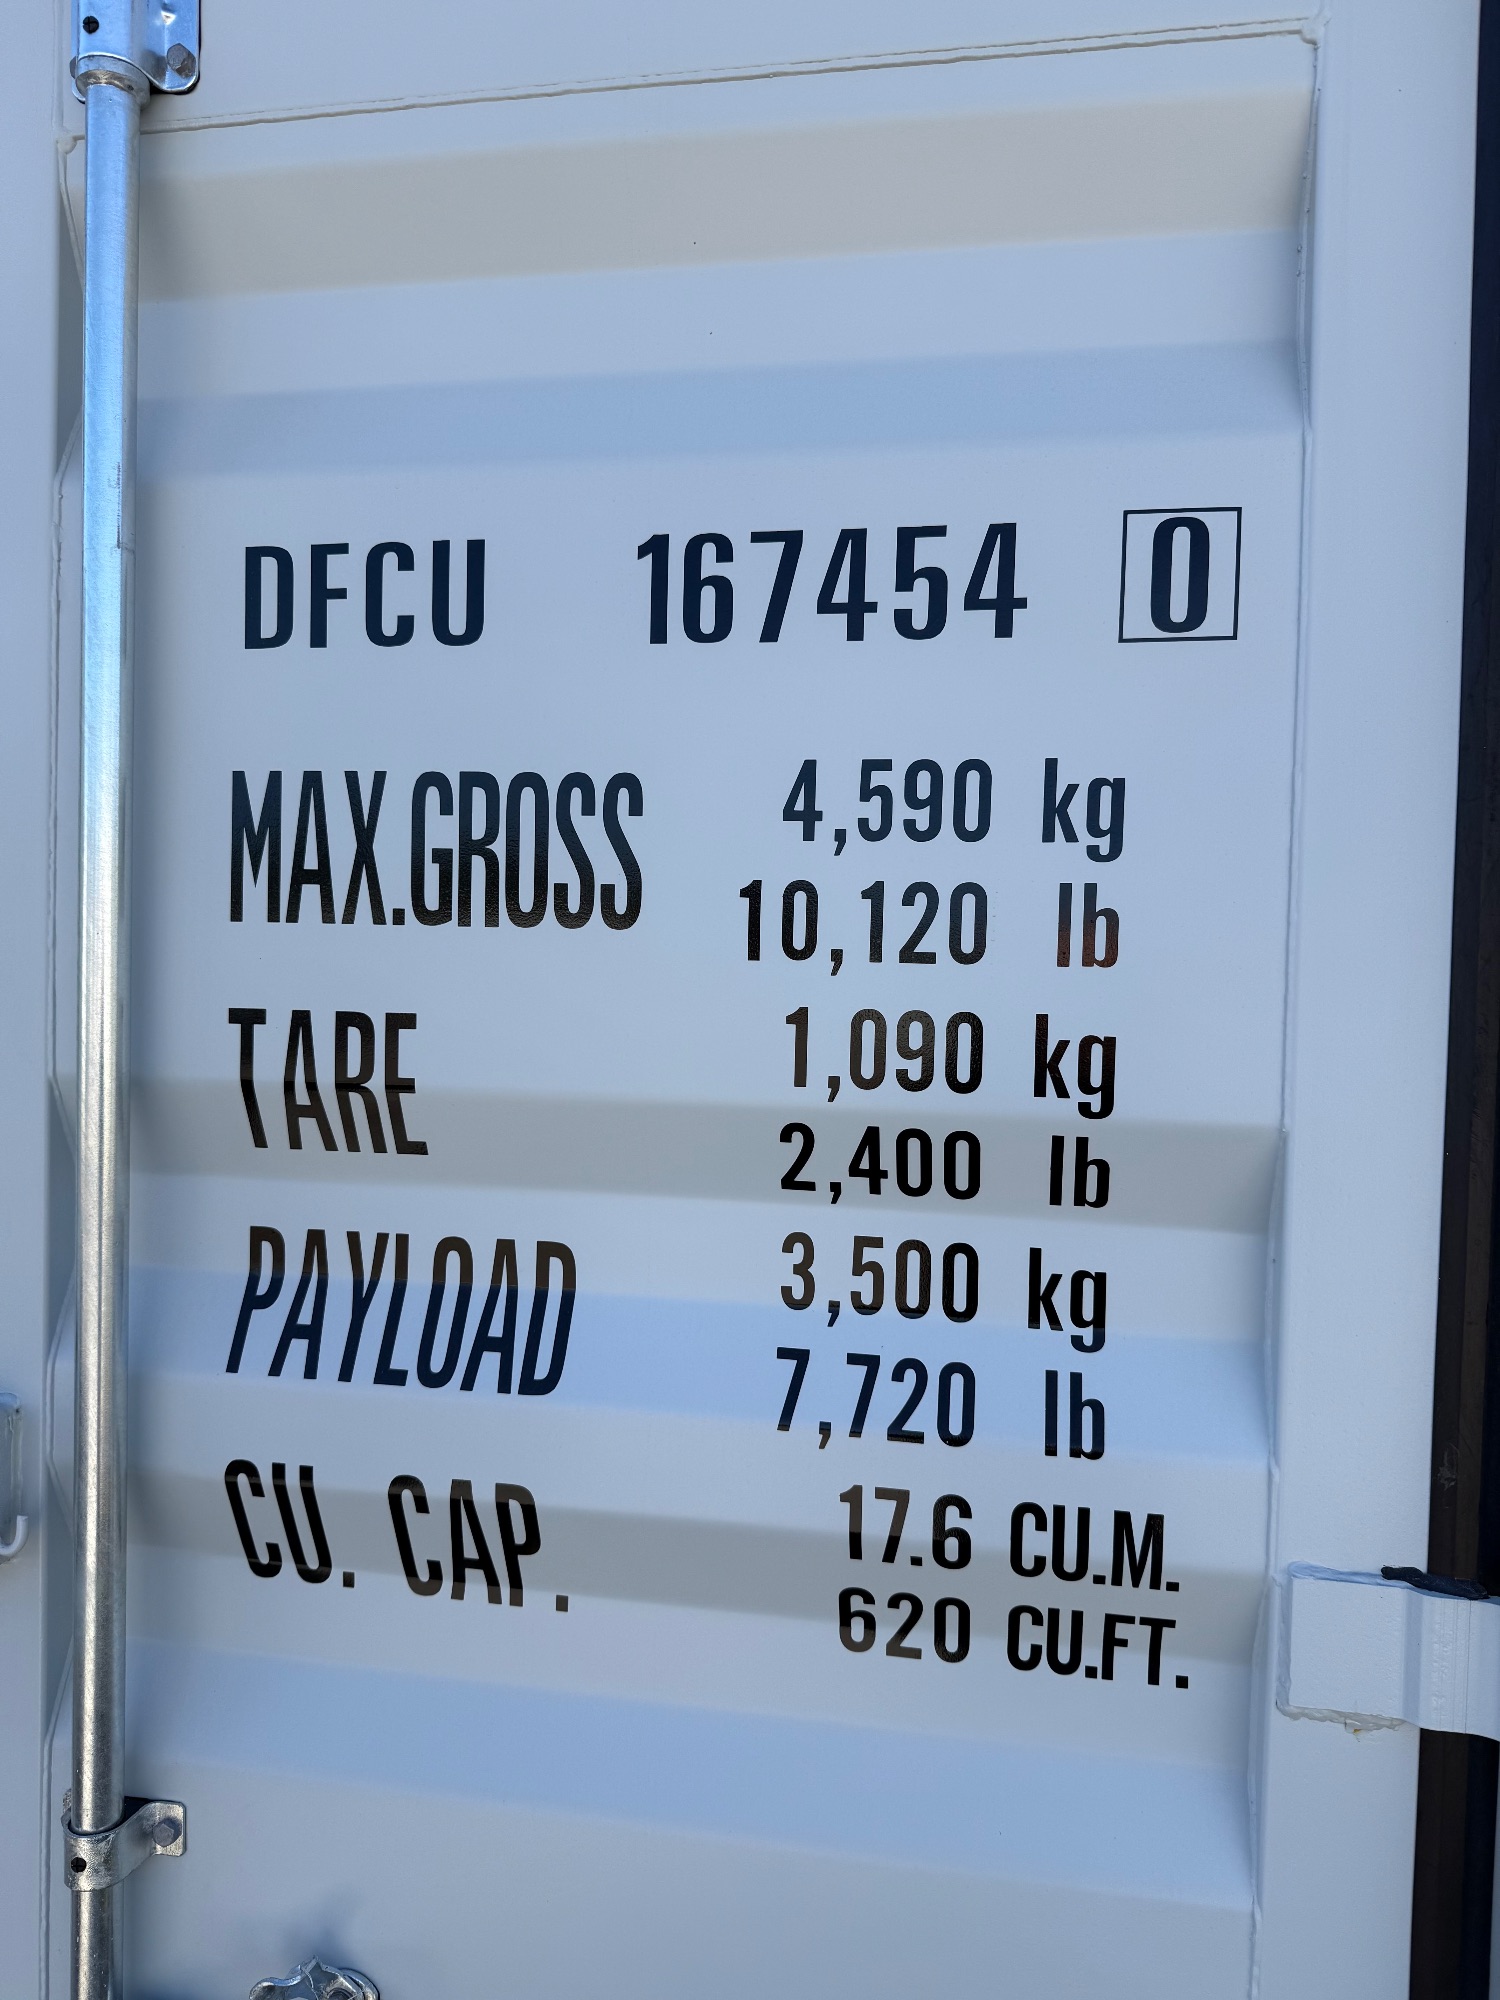 DFCU 167454 0
MAX.GROSS 4,590 kg
10,120 lb
TARE 1,090 kg
2,400 lb
PAYLOAD 3,500 kg
7,720 lb
CU. CAP. 17.6 CU.M.
620 CU.FT.